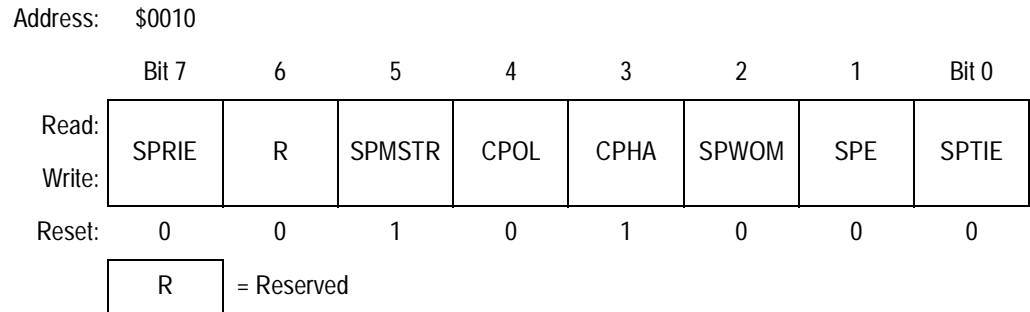 Address: $0010
Bit 7 6 5 4 3 2 1 Bit 0
Read:
SPRIE R SPMSTR CPOL CPHA SPWOM SPE SPTIE
Write:
Reset: 0 0 1 0 1 0 0 0
R = Reserved